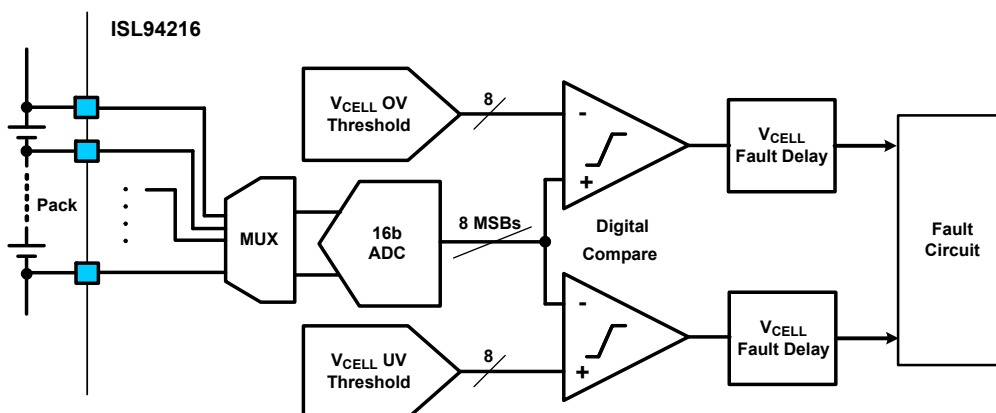 ISL94216
VCELL OV
Threshold
8
-
+
VCELL
Fault Delay
Pack
MUX
16b
ADC
8 MSBs
Digital
Compare
Fault
Circuit
VCELL UV
Threshold
8
-
+
VCELL
Fault Delay